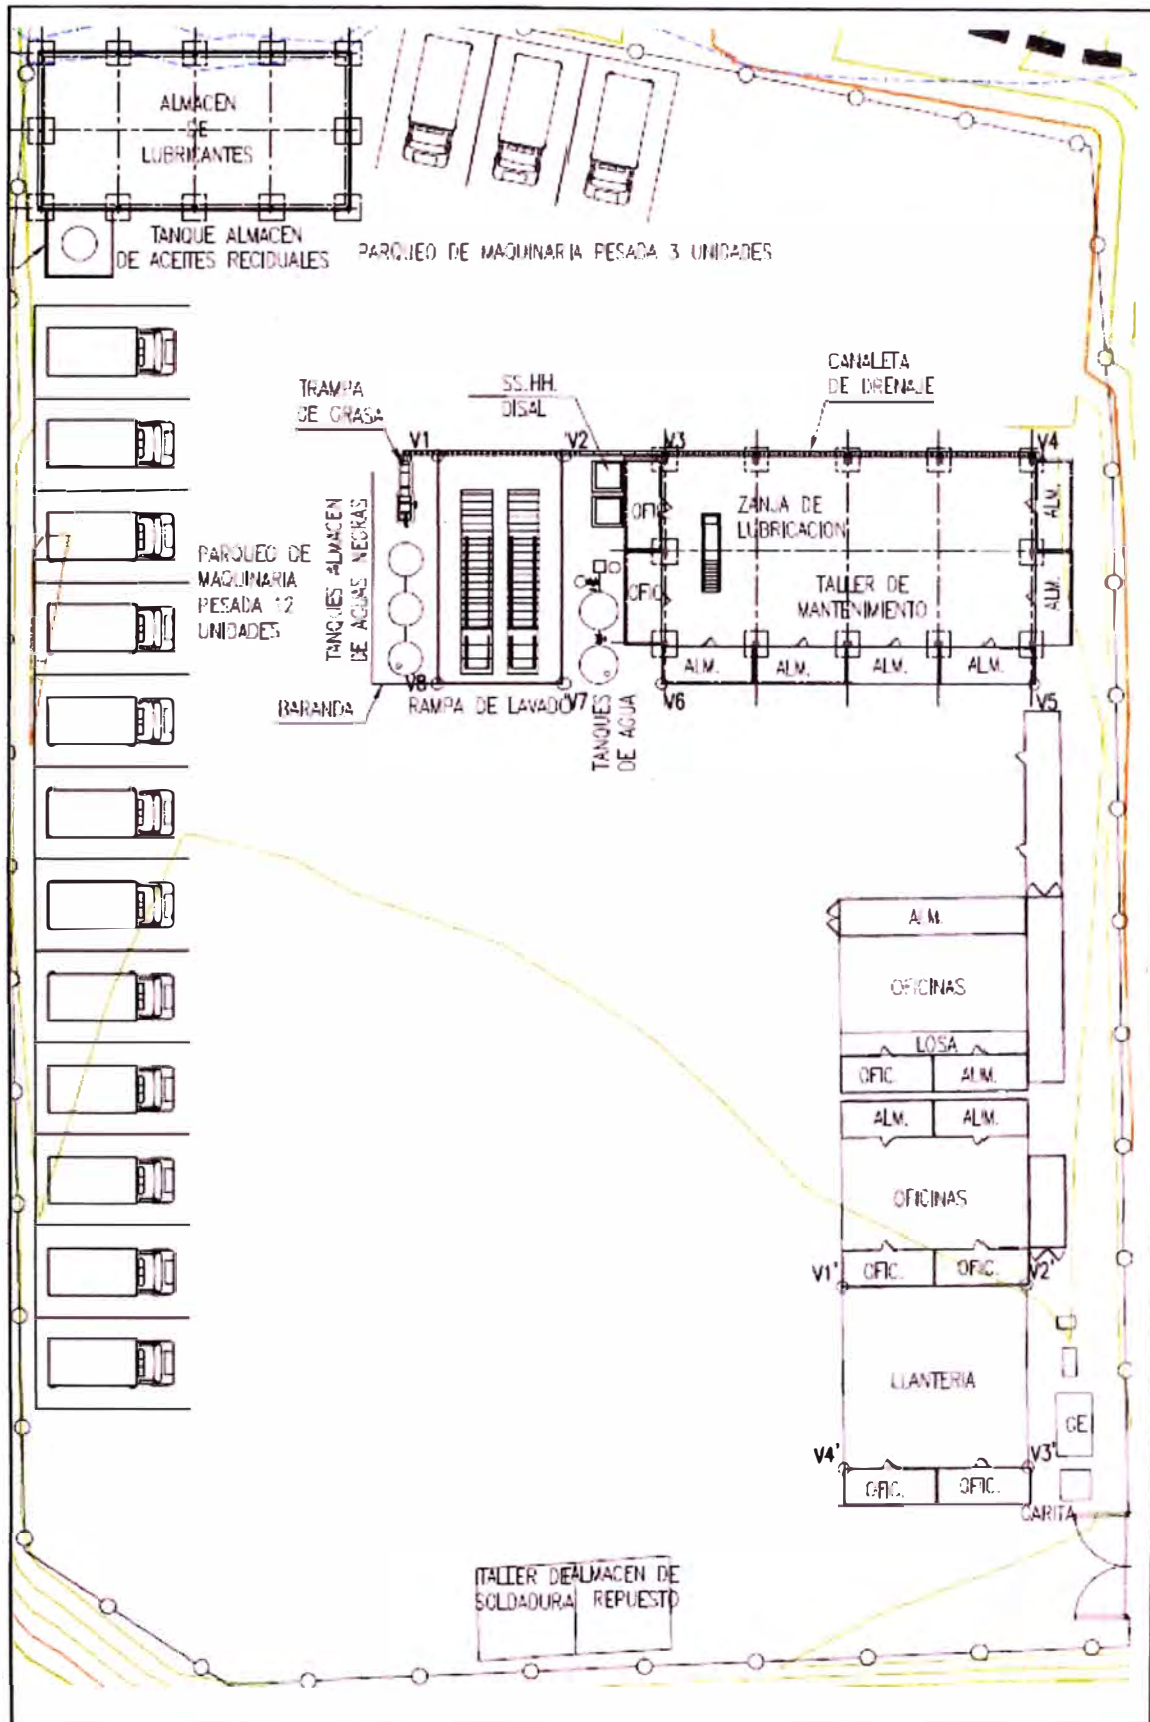 ALMACEN
DE
LUBRICANTES
TANQUE ALMACEN
DE ACEITES RECIDUALES
PARQUEO DE MAQUINARIA PESADA 3 UNIDADES
TRAMPA
DE GRASA
SS.HH.
DISAL
CANALETA
DE DRENAJE
V1
V2
V3
V4
TANQUES ALMACEN
DE AGUAS NEGRAS
OFIC
OFIC
ZANJA DE
LUBRICACION
TALLER DE
MANTENIMIENTO
ALM.
ALM.
PARQUEO DE
MAQUINARIA
PESADA 12
UNIDADES
ALM.
ALM.
ALM.
ALM.
BARANDA
V8
RAMPA DE LAVADO
V7
TANQUES
DE AGUA
V6
V5
ALM.
OFICINAS
LOSA
OFIC.
ALM.
ALM.
ALM.
OFICINAS
V1'
OFIC.
OFIC.
V2'
LLANTERIA
GE
V4'
V3'
OFIC.
OFIC.
GARITA
TALLER DE
SOLDADURA
ALMACEN DE
REPUESTO